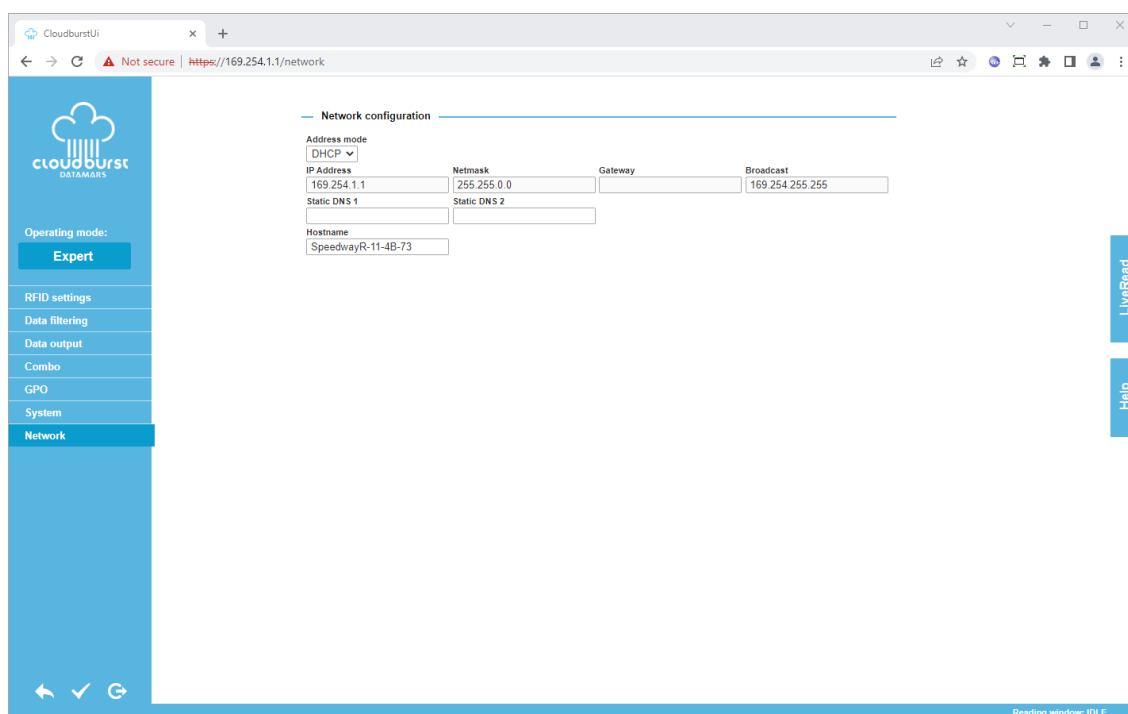 CloudburstUi
Not secure https://169.254.1.1/network
cloudburst
DATAMARS
Operating mode:
Expert
RFID settings
Data filtering
Data output
Combo
GPO
System
Network
Network configuration
Address mode
DHCP
IP Address Netmask Gateway Broadcast
169.254.1.1 255.255.0.0 169.254.255.255
Static DNS 1 Static DNS 2
Hostname
SpeedwayR-11-4B-73
LiveRead
Help
Reading window: IDLE